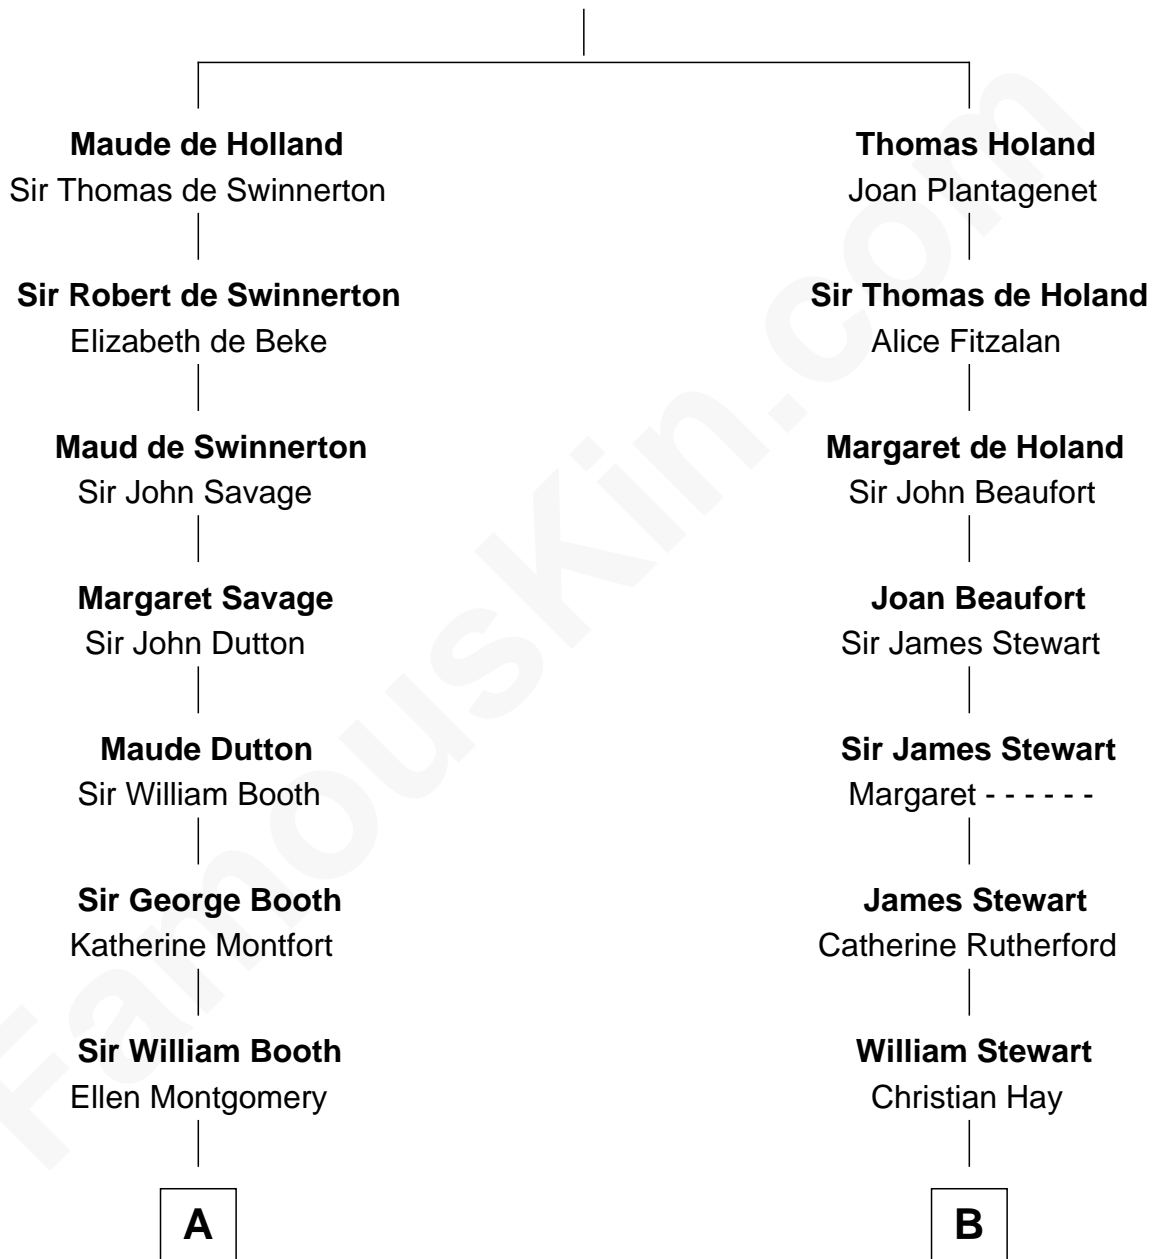 Maude de Holland
Sir Thomas de Swinnerton
Sir Robert de Swinnerton
Elizabeth de Beke
Maud de Swinnerton
Sir John Savage
Margaret Savage
Sir John Dutton
Maude Dutton
Sir William Booth
Sir George Booth
Katherine Montfort
Sir William Booth
Ellen Montgomery
A
Thomas Holand
Joan Plantagenet
Sir Thomas de Holand
Alice Fitzalan
Margaret de Holand
Sir John Beaufort
Joan Beaufort
Sir James Stewart
Sir James Stewart
Margaret - - - - - -
James Stewart
Catherine Rutherford
William Stewart
Christian Hay
B
FamousKin.com